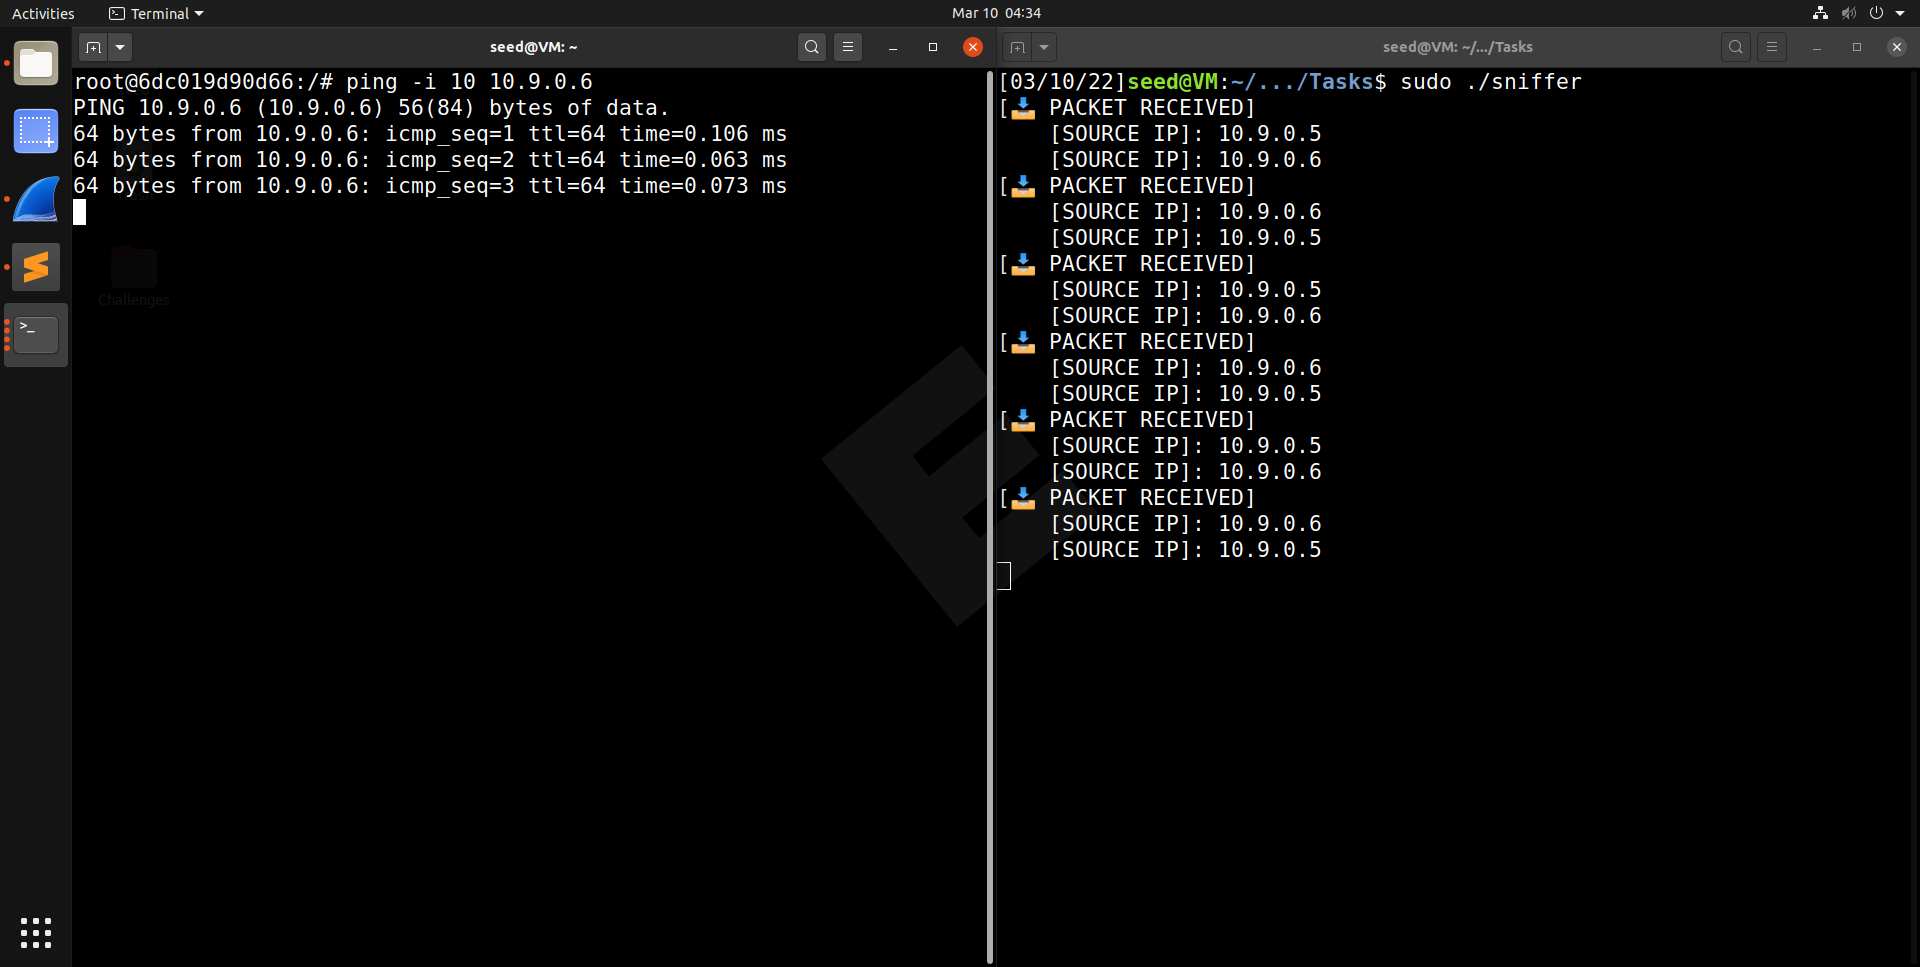 Activities
Terminal
Mar 10 04:34
seed@VM: ~
root@6dc019d90d66:/# ping -i 10 10.9.0.6
PING 10.9.0.6 (10.9.0.6) 56(84) bytes of data.
64 bytes from 10.9.0.6: icmp_seq=1 ttl=64 time=0.106 ms
64 bytes from 10.9.0.6: icmp_seq=2 ttl=64 time=0.063 ms
64 bytes from 10.9.0.6: icmp_seq=3 ttl=64 time=0.073 ms
Challenges
seed@VM: ~/.../Tasks
[03/10/22]seed@VM:~/.../Tasks$ sudo ./sniffer
[📥 PACKET RECEIVED]
[SOURCE IP]: 10.9.0.5
[SOURCE IP]: 10.9.0.6
[📥 PACKET RECEIVED]
[SOURCE IP]: 10.9.0.6
[SOURCE IP]: 10.9.0.5
[📥 PACKET RECEIVED]
[SOURCE IP]: 10.9.0.5
[SOURCE IP]: 10.9.0.6
[📥 PACKET RECEIVED]
[SOURCE IP]: 10.9.0.6
[SOURCE IP]: 10.9.0.5
[📥 PACKET RECEIVED]
[SOURCE IP]: 10.9.0.5
[SOURCE IP]: 10.9.0.6
[📥 PACKET RECEIVED]
[SOURCE IP]: 10.9.0.6
[SOURCE IP]: 10.9.0.5